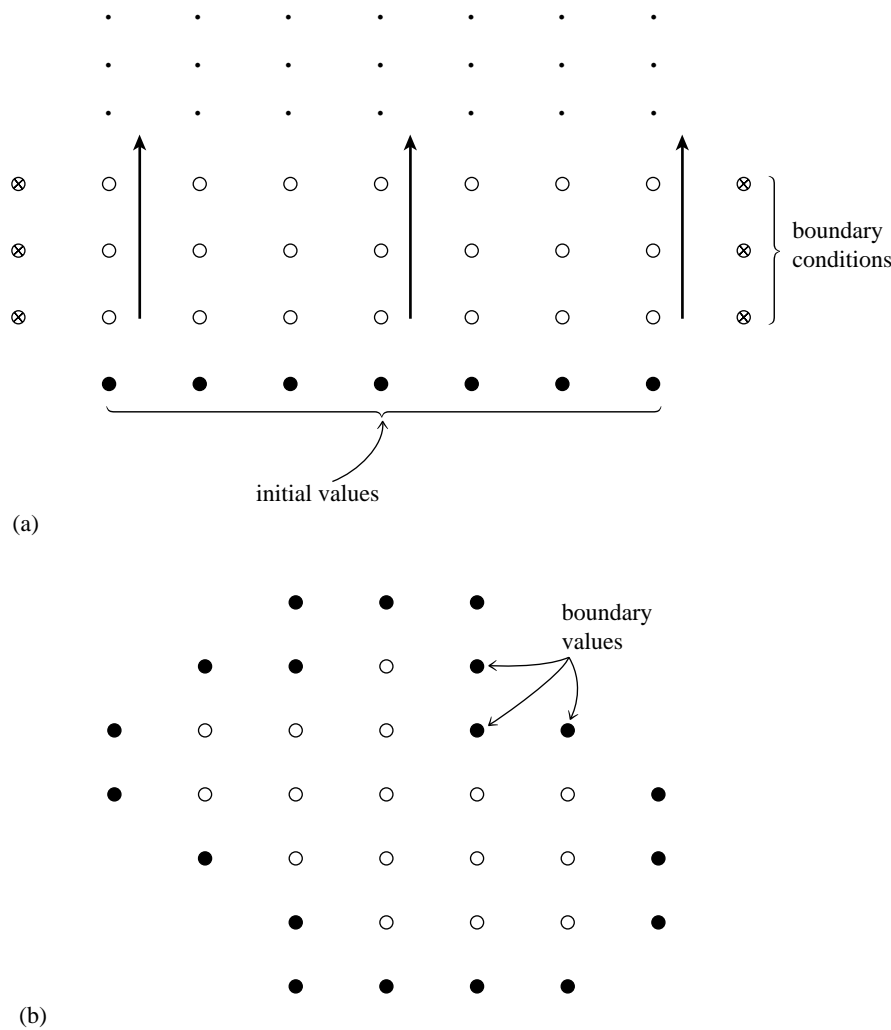 boundary
conditions
initial values
(a)
boundary
values
(b)